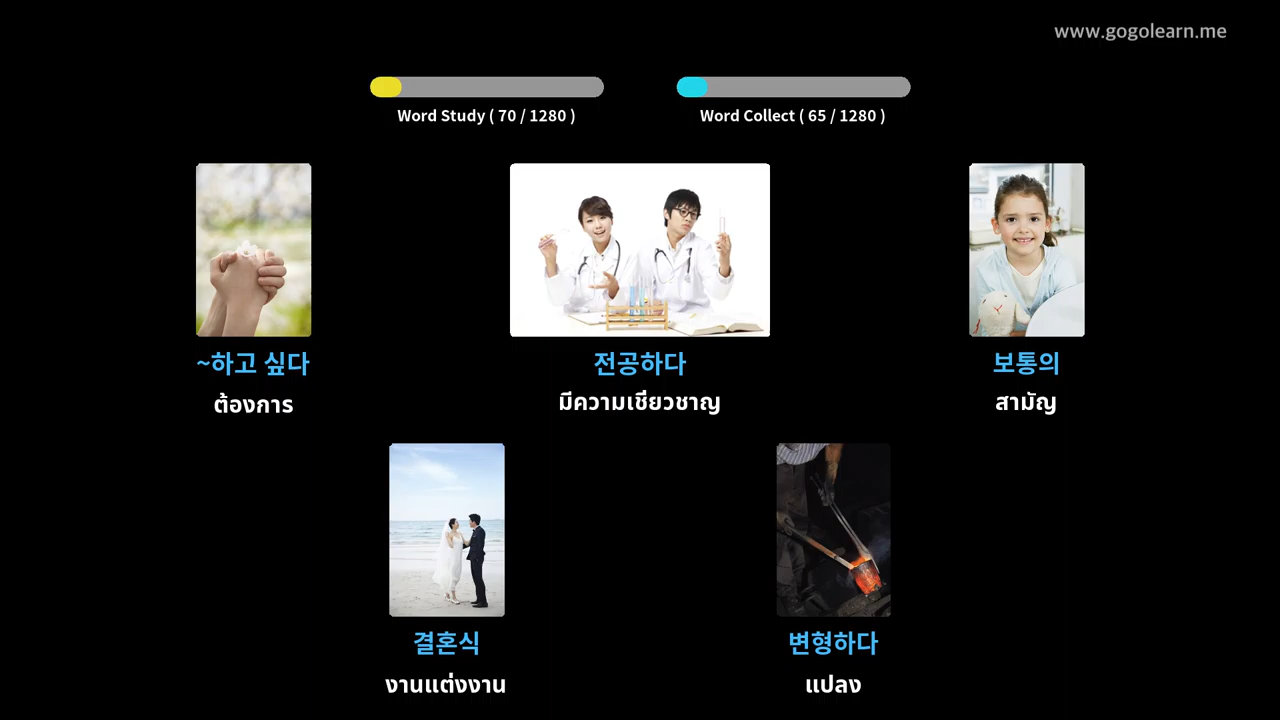 www.gogolearn.me
Word Study ( 70 / 1280 )
Word Collect ( 65 / 1280 )
~하고 싶다
ต้องการ
전공하다
มีความเชี่ยวชาญ
보통의
สามัญ
결혼식
งานแต่งงาน
변형하다
แปลง